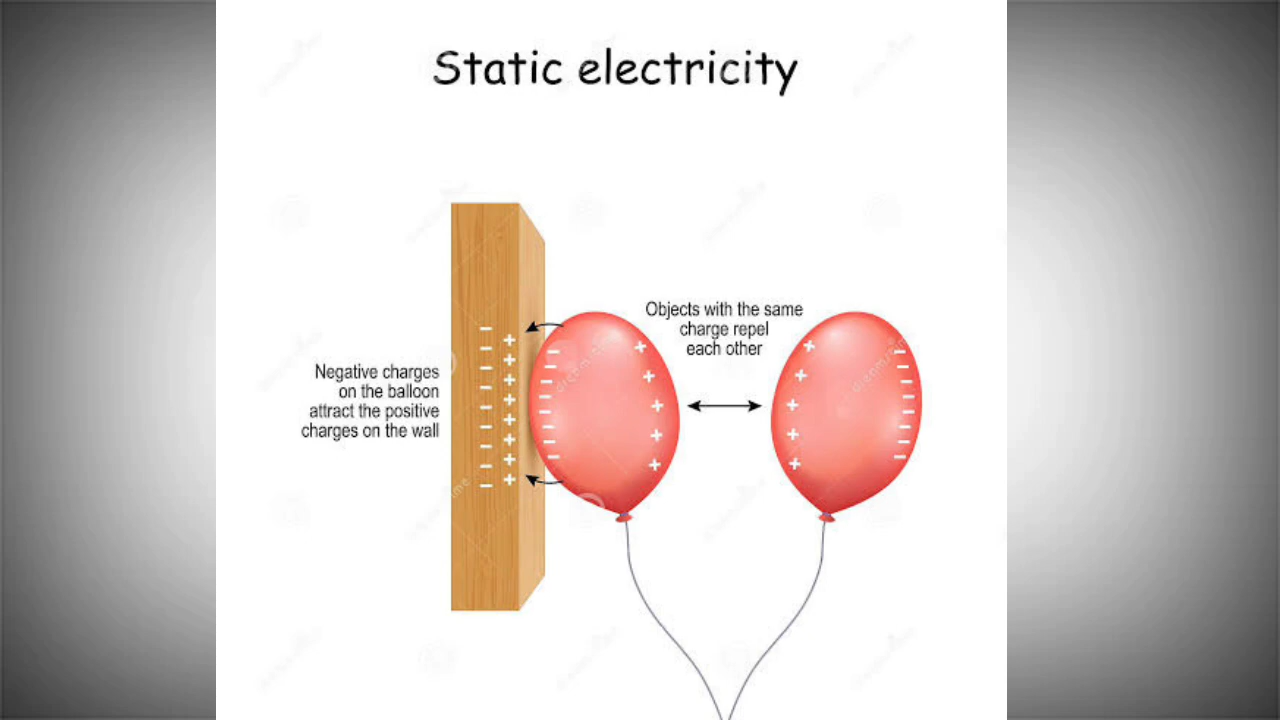 Static electricity
Objects with the same
charge repel
each other
Negative charges
on the balloon
attract the positive
charges on the wall